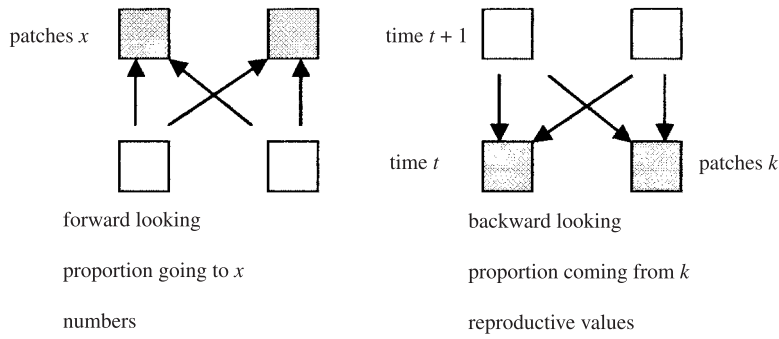 patches x
time t + 1
time t
patches k
forward looking
proportion going to x
numbers
backward looking
proportion coming from k
reproductive values